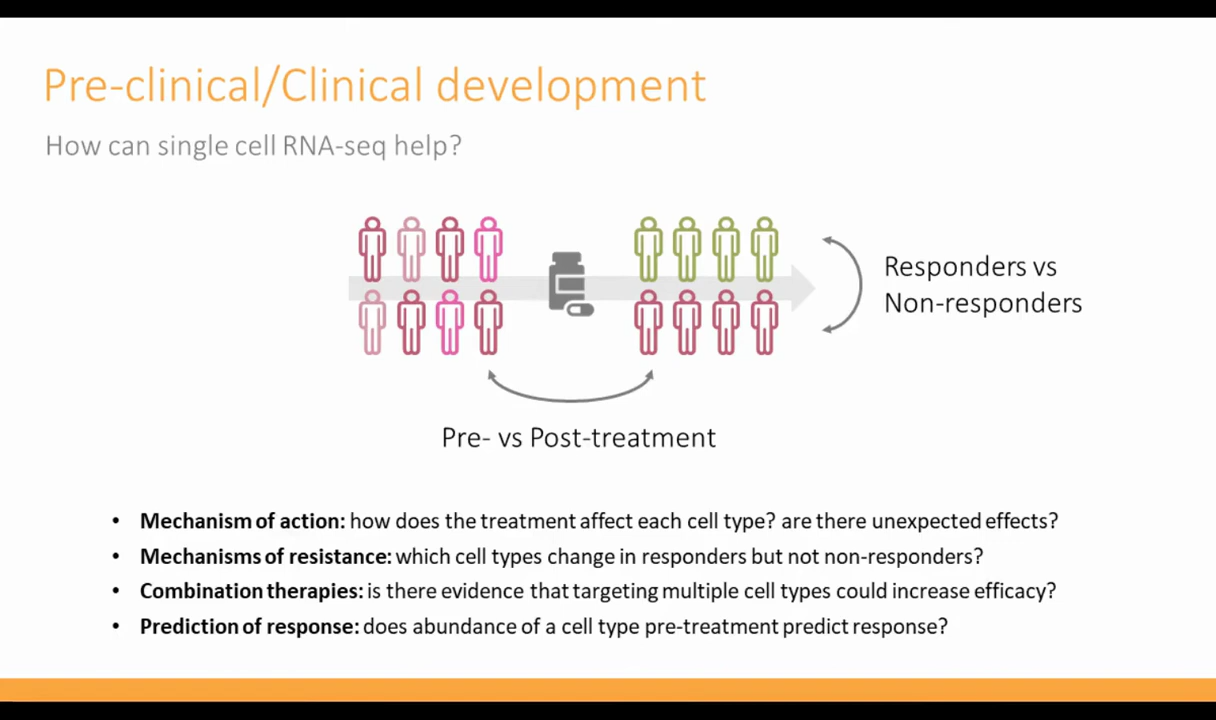 Pre-clinical/Clinical development
How can single cell RNA-seq help?
Responders vs
Non-responders
Pre- vs Post-treatment
• Mechanism of action: how does the treatment affect each cell type? are there unexpected effects?
• Mechanisms of resistance: which cell types change in responders but not non-responders?
• Combination therapies: is there evidence that targeting multiple cell types could increase efficacy?
• Prediction of response: does abundance of a cell type pre-treatment predict response?